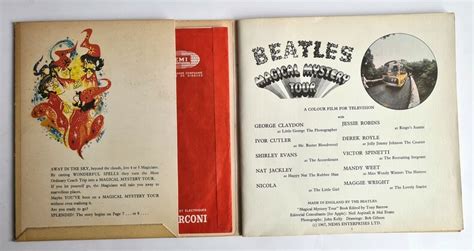 AWAY IN THE SKY, beyond the clouds, live 4 or 5 Magicians.
By casting WONDERFUL SPELLS they turn the Most
Ordinary Coach Trip into a MAGICAL MYSTERY TOUR.
If you let yourself go, the Magicians will take you away to
marvellous places.
Maybe YOU'VE been on a MAGICAL MYSTERY TOUR
without even realising it.
Are you ready to go?
SPLENDID!
EMI
RCONI
BEATLES
MAGICAL MYSTERY
TOUR
A COLOUR FILM FOR TELEVISION
with
GEORGE CLAYDON
as Little George The Photographer
IVOR CUTLER
as Mr. Buster Bloodvessel
SHIRLEY EVANS
as The Accordionist
NAT JACKLEY
as Happy Nat The Rubber Man
NICOLA
as The Little Girl
JESSIE ROBINS
as Ringo's Auntie
DEREK ROYLE
as Jolly Jimmy Johnson The Courier
VICTOR SPINETTI
as The Recruiting Sergeant
MANDY WEET
as Miss Wendy Winters The Hostess
MAGGIE WRIGHT
as The Lovely Starlet
MADE IN ENGLAND BY THE BEATLES
"Magical Mystery Tour" Book Edited by Tony Barrow
Editorial Consultants (for Apple): Neil Aspinall and Mal Evans
Photographs: John Kelly Drawings: Bob Gibson
(C) 1967, NEMS ENTERPRISES LTD.